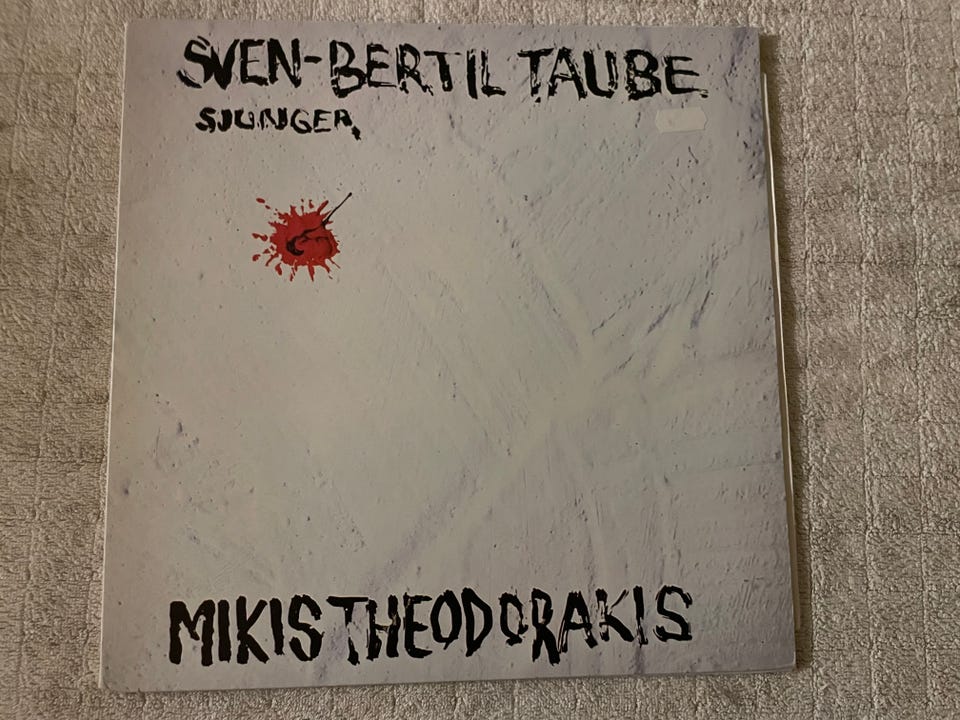 SVEN-BERTIL TAUBE
SJUNGER
MIKIS THEODORAKIS